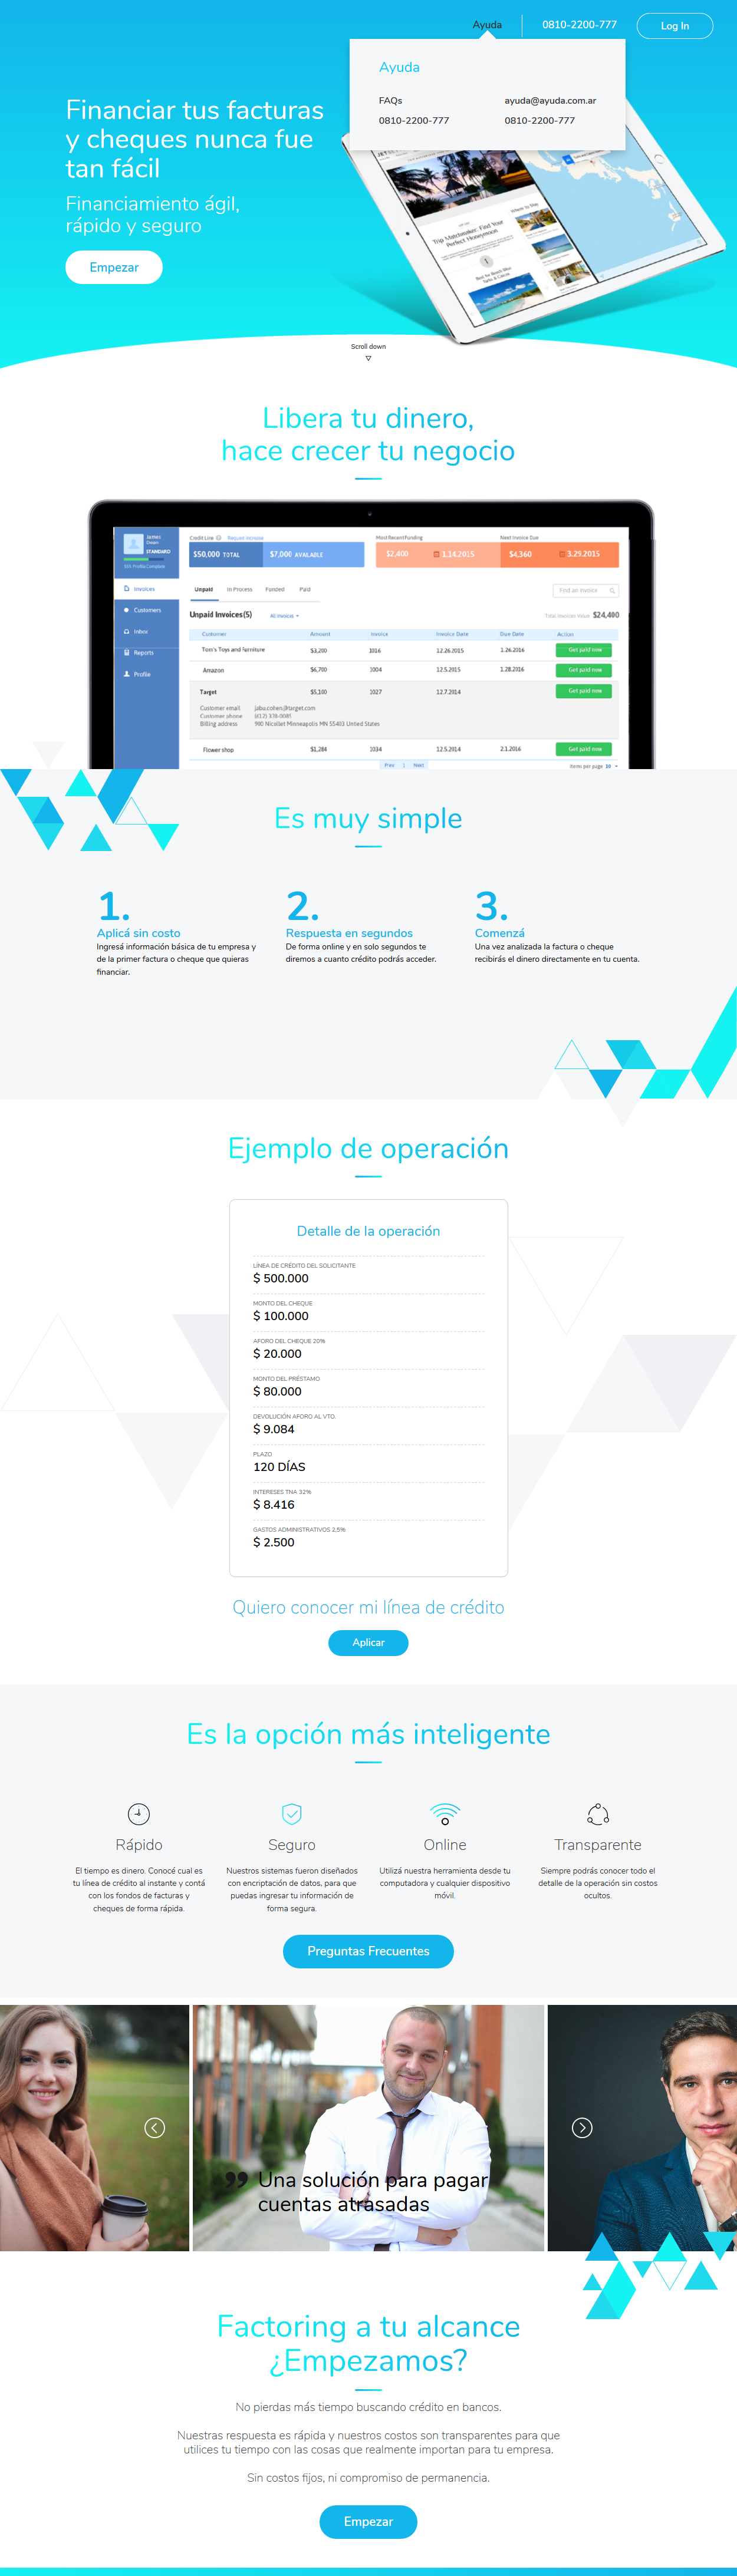 Ayuda
0810-2200-777
Log In
Ayuda
FAQs
ayuda@ayuda.com.ar
0810-2200-777
0810-2200-777
Financiar tus facturas
y cheques nunca fue
tan fácil
Financiamiento ágil,
rápido y seguro
Empezar
Trip Matchmaker: Find Your
Perfect Honeymoon
Scroll down
Libera tu dinero,
hace crecer tu negocio
James
Owen
STANDARD
Credit Line
Request increase
Most Recent Funding
Next Invoice Due
$50,000 TOTAL
$7,000 AVAILABLE
$2,400
1.14.2015
$4,360
3.29.2015
Invoices
Customers
Inbox
Reports
Profile
Unpaid
In Process
Funded
Paid
Find an invoice
Unpaid Invoices(5)
All invoices
Total Invoices Value $24,400
Customer
Amount
Invoice
Invoice Date
Due Date
Action
Tom's Toys and furniture
$3,200
1016
12.26.2015
1.26.2016
Get paid now
Amazon
$6,700
1004
12.5.2015
1.28.2016
Get paid now
Target
$5,100
1027
12.7.2014
Get paid now
Customer email
jabu.cohen@target.com
Customer phone
(612) 378-0085
Billing address
900 Nicollet Minneapolis MN 55403 United States
Flower shop
$1,284
1034
12.5.2014
2.1.2016
Get paid now
Prev | Next
Items per page 10
Es muy simple
1.
Aplicá sin costo
Ingresá información básica de tu empresa y
de la primer factura o cheque que quieras
financiar.
2.
Respuesta en segundos
De forma online y en solo segundos te
diremos a cuanto crédito podrás acceder.
3.
Comenzá
Una vez analizada la factura o cheque
recibirás el dinero directamente en tu cuenta.
Ejemplo de operación
Detalle de la operación
LÍNEA DE CRÉDITO DEL SOLICITANTE
$ 500.000
MONTO DEL CHEQUE
$ 100.000
AFORO DEL CHEQUE 20%
$ 20.000
MONTO DEL PRÉSTAMO
$ 80.000
DEVOLUCIÓN AFORO AL VTO.
$ 9.084
PLAZO
120 DÍAS
INTERESES TNA 32%
$ 8.416
GASTOS ADMINISTRATIVOS 2,5%
$ 2.500
Quiero conocer mi línea de crédito
Aplicar
Es la opción más inteligente
Rápido
El tiempo es dinero. Conocé cual es
tu línea de crédito al instante y contá
con los fondos de facturas y
cheques de forma rápida.
Seguro
Nuestros sistemas fueron diseñados
con encriptación de datos, para que
puedas ingresar tu información de
forma segura.
Online
Utilizá nuestra herramienta desde tu
computadora y cualquier dispositivo
móvil.
Transparente
Siempre podrás conocer todo el
detalle de la operación sin costos
ocultos.
Preguntas Frecuentes
” Una solución para pagar
cuentas atrasadas
Factoring a tu alcance
¿Empezamos?
No pierdas más tiempo buscando crédito en bancos.
Nuestras respuesta es rápida y nuestros costos son transparentes para que
utilices tu tiempo con las cosas que realmente importan para tu empresa.
Sin costos fijos, ni compromiso de permanencia.
Empezar